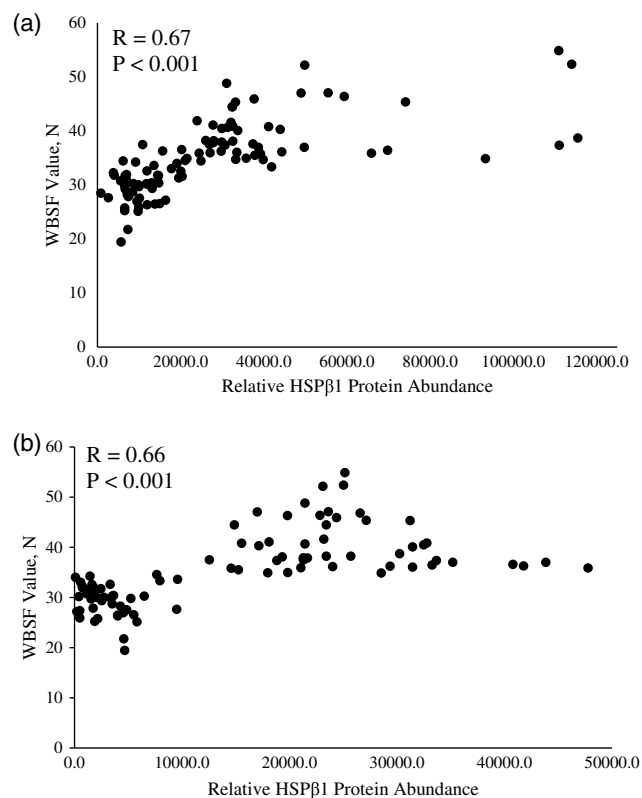 (a)
R = 0.67
P < 0.001
60
50
40
30
20
10
0
WBSF Value, N
0.0 20000.0 40000.0 60000.0 80000.0 100000.0 120000.0
Relative HSPβ1 Protein Abundance
(b)
R = 0.66
P < 0.001
60
50
40
30
20
10
0
WBSF Value, N
0.0 10000.0 20000.0 30000.0 40000.0 50000.0
Relative HSPβ1 Protein Abundance